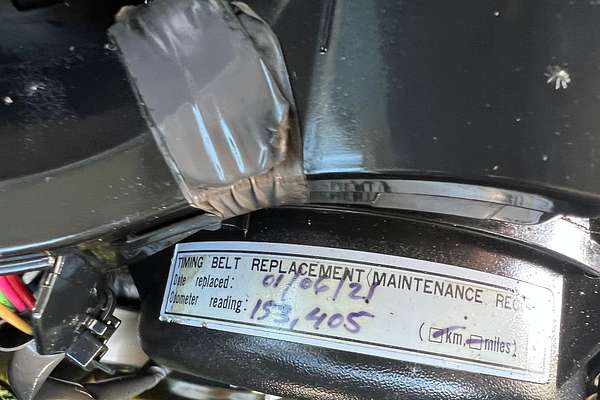 TIMING BELT REPLACEMENT (MAINTENANCE REC
Date replaced: 01/06/21
Odometer reading: 153,405
(☑km, ☐miles)